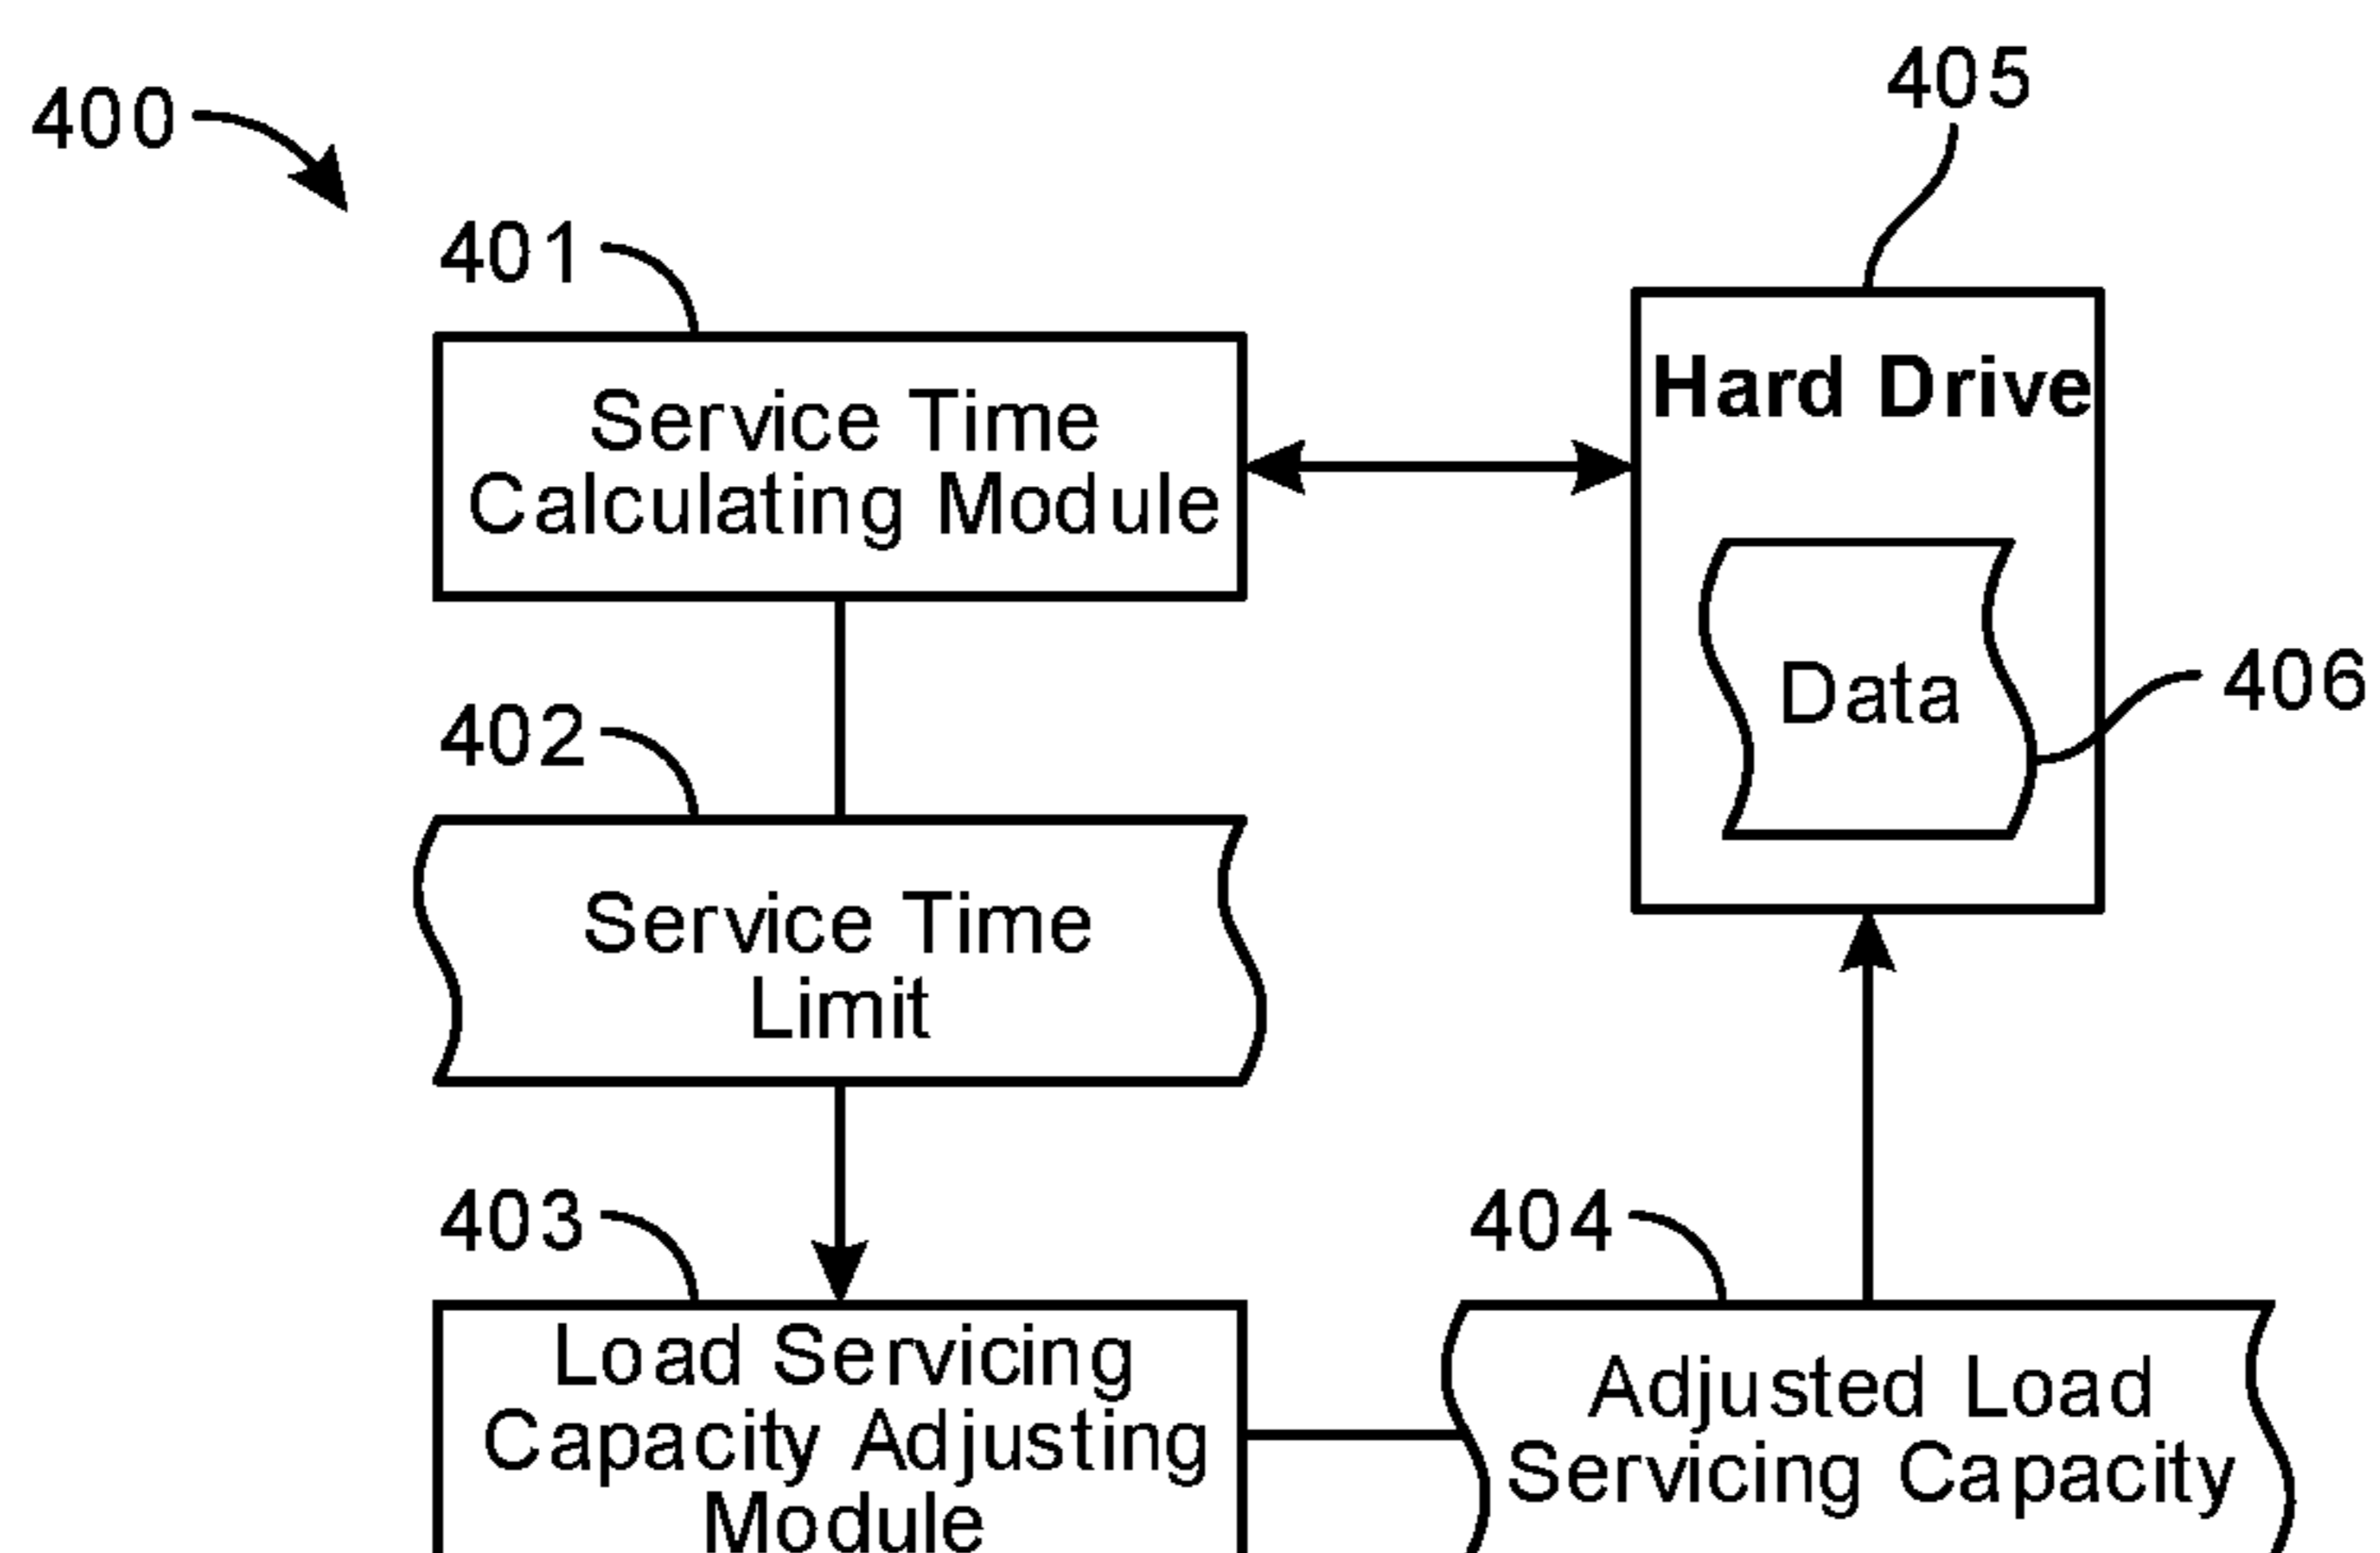 400
405
401
Service Time
Calculating Module
Hard Drive
Data
406
402
Service Time
Limit
403
Load Servicing
Capacity Adjusting
Module
404
Adjusted Load
Servicing Capacity